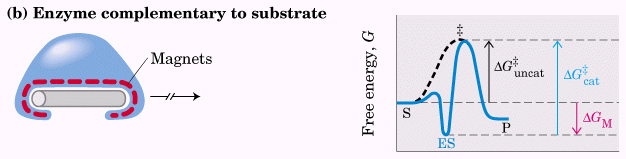 (b) Enzyme complementary to substrate
Magnets
Free energy, G
‡
S
ES
P
ΔG‡uncat
ΔG‡cat
ΔGM